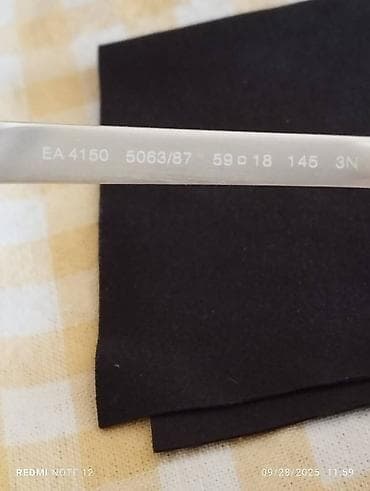 EA 4150 5063/87 59□18 145 3N
REDMI NOTE 12 09/28/2025 11:59